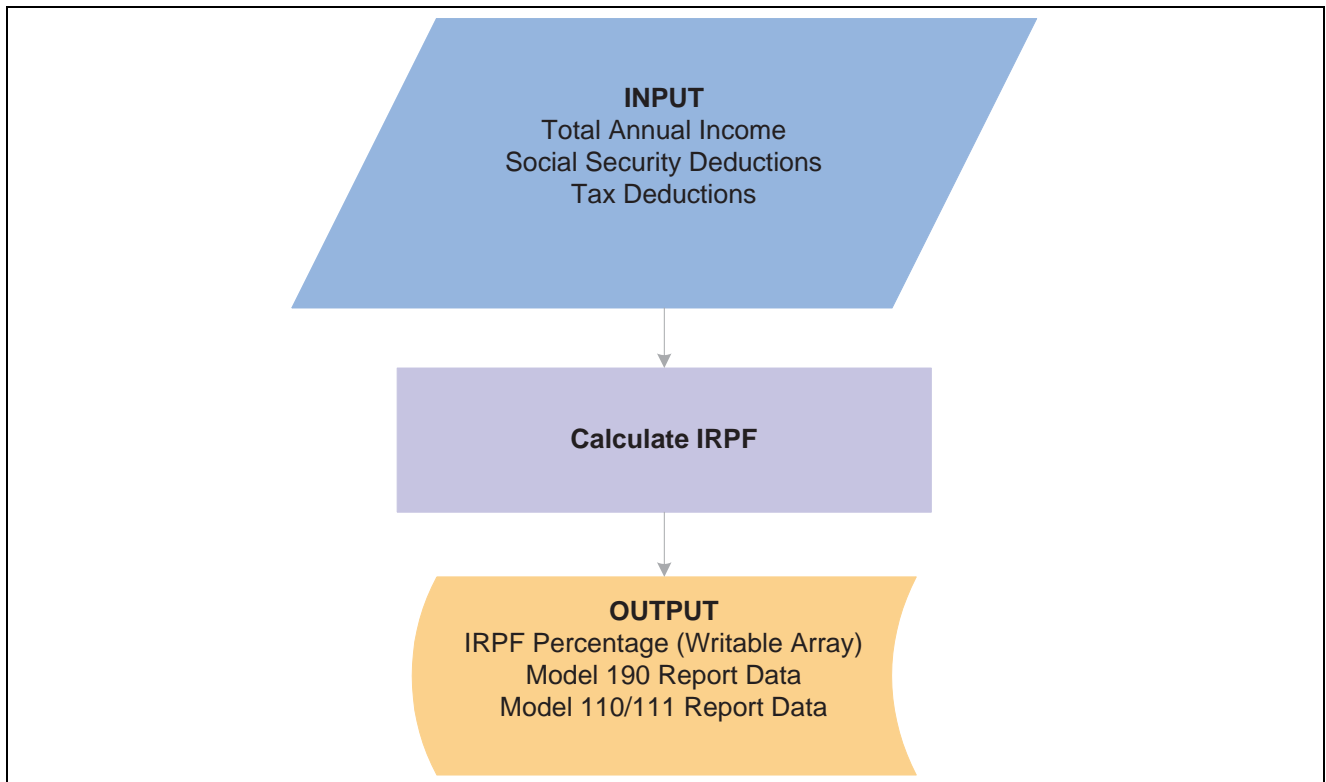 INPUT
Total Annual Income
Social Security Deductions
Tax Deductions
Calculate IRPF
OUTPUT
IRPF Percentage (Writable Array)
Model 190 Report Data
Model 110/111 Report Data